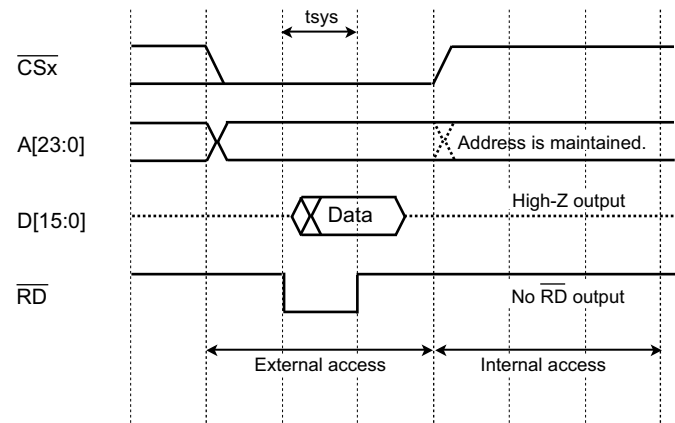 tsys
CSx
A[23:0]
Address is maintained.
D[15:0]
Data
High-Z output
RD
No RD output
External access
Internal access